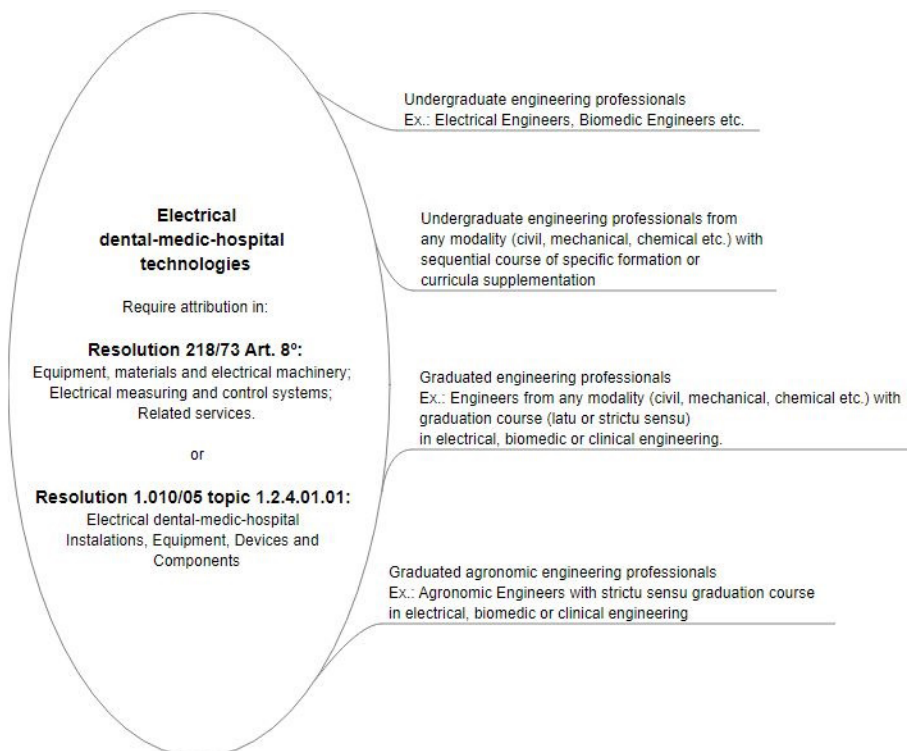 Electrical
dental-medic-hospital
technologies
Require attribution in:
Resolution 218/73 Art. 8º:
Equipment, materials and electrical machinery;
Electrical measuring and control systems;
Related services.
or
Resolution 1.010/05 topic 1.2.4.01.01:
Electrical dental-medic-hospital
Instalations, Equipment, Devices and
Components
Undergraduate engineering professionals
Ex.: Electrical Engineers, Biomedic Engineers etc.
Undergraduate engineering professionals from
any modality (civil, mechanical, chemical etc.) with
sequential course of specific formation or
curricula supplementation
Graduated engineering professionals
Ex.: Engineers from any modality (civil, mechanical, chemical etc.) with
graduation course (latu or strictu sensu)
in electrical, biomedic or clinical engineering.
Graduated agronomic engineering professionals
Ex.: Agronomic Engineers with strictu sensu graduation course
in electrical, biomedic or clinical engineering